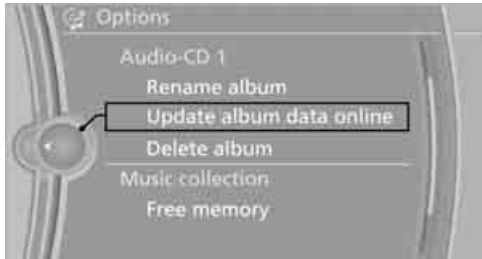 Options
Audio-CD 1
Rename album
Update album data online
Delete album
Music collection
Free memory